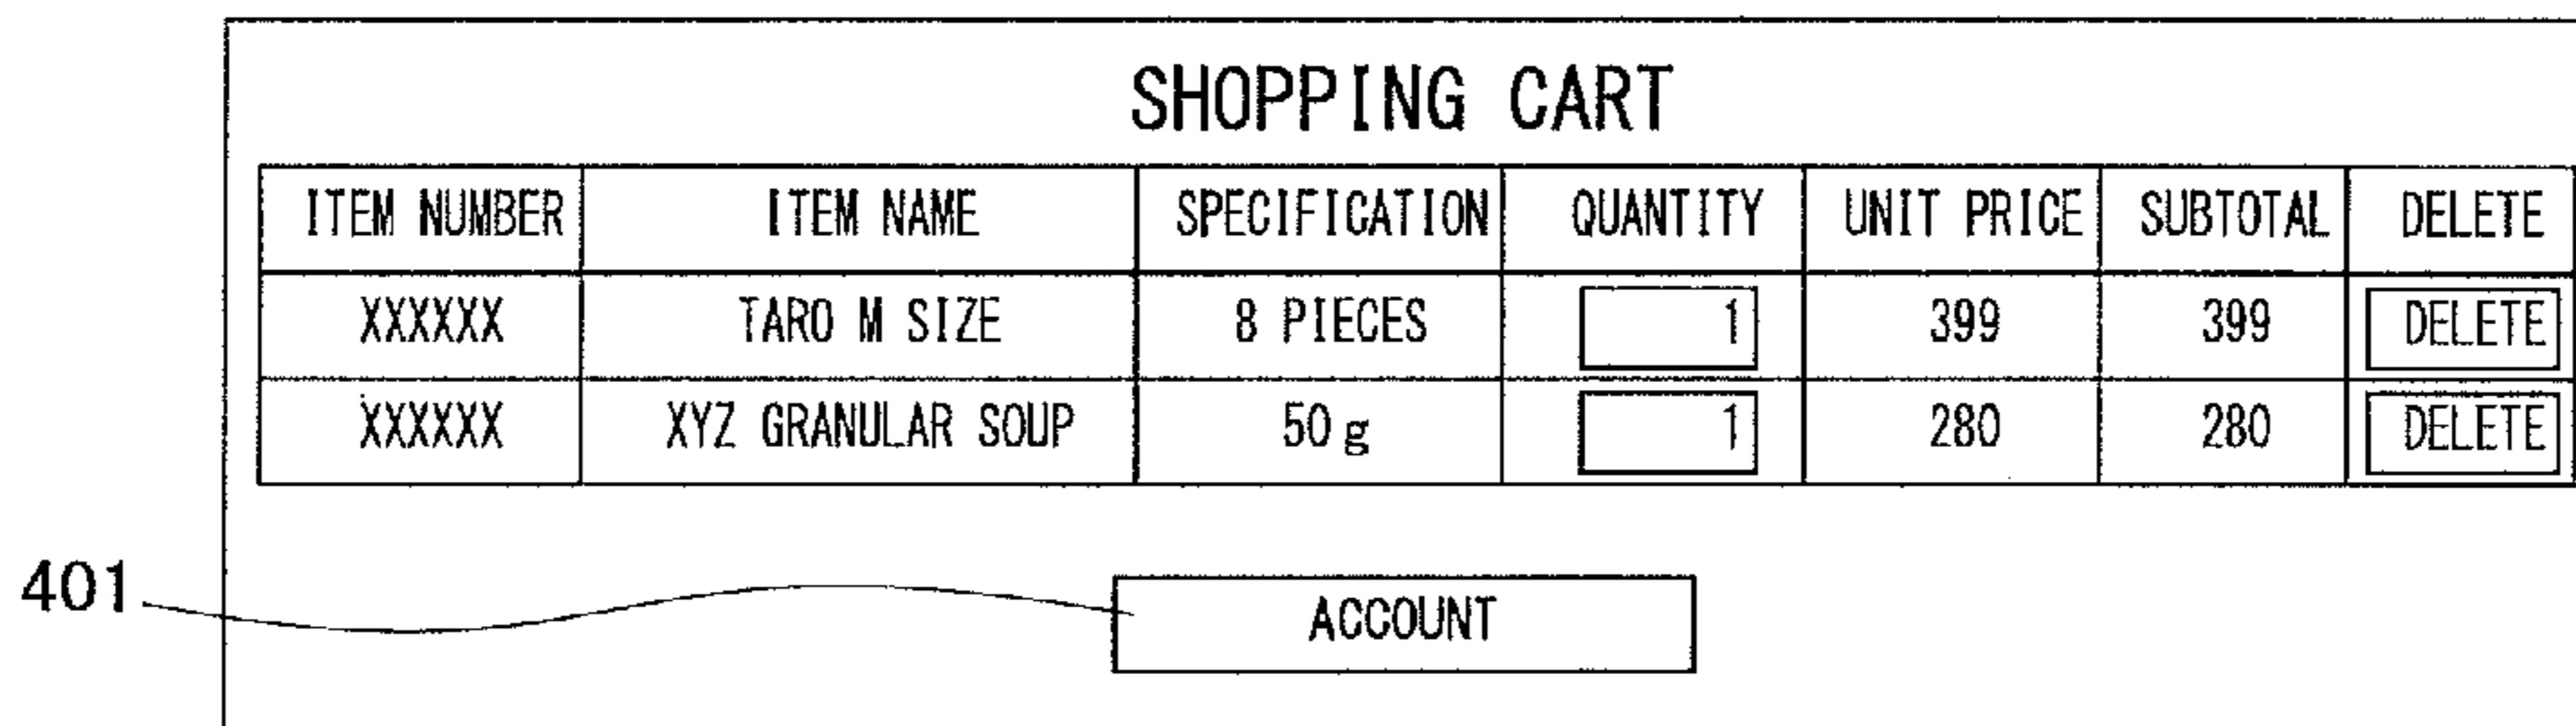 SHOPPING CART
ITEM NUMBER ITEM NAME SPECIFICATION QUANTITY UNIT PRICE SUBTOTAL DELETE
XXXXXX TARO M SIZE 8 PIECES 1 399 399 DELETE
XXXXXX XYZ GRANULAR SOUP 50 g 1 280 280 DELETE
401 ACCOUNT